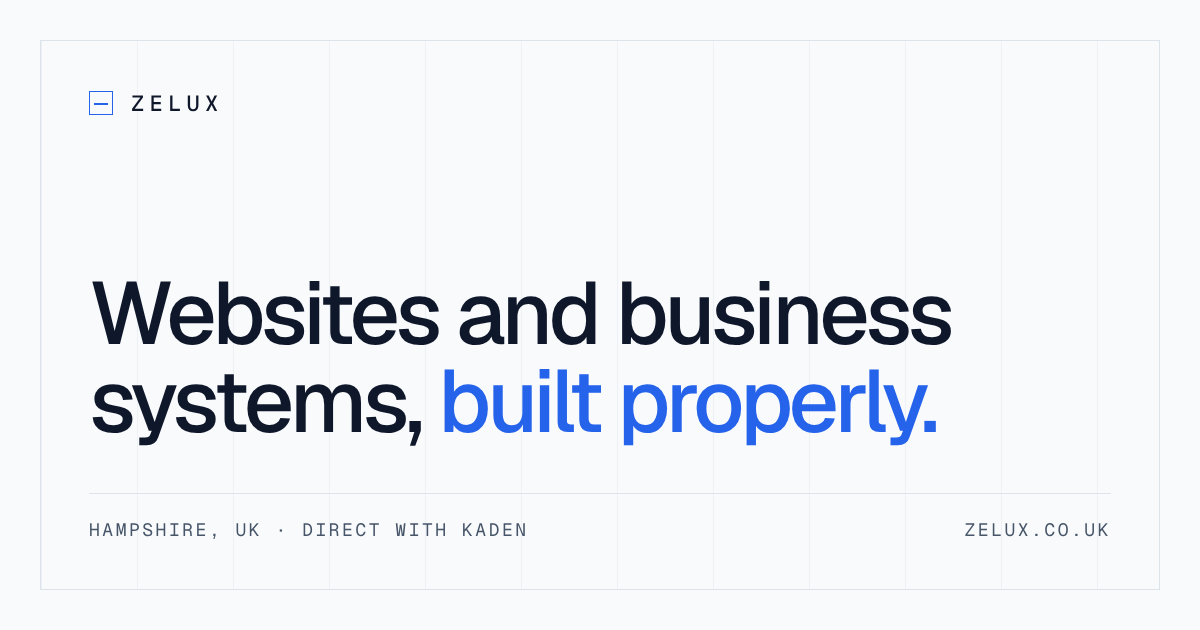 ZELUX
Websites and business
systems, built properly.
HAMPSHIRE, UK · DIRECT WITH KADEN
ZELUX.CO.UK